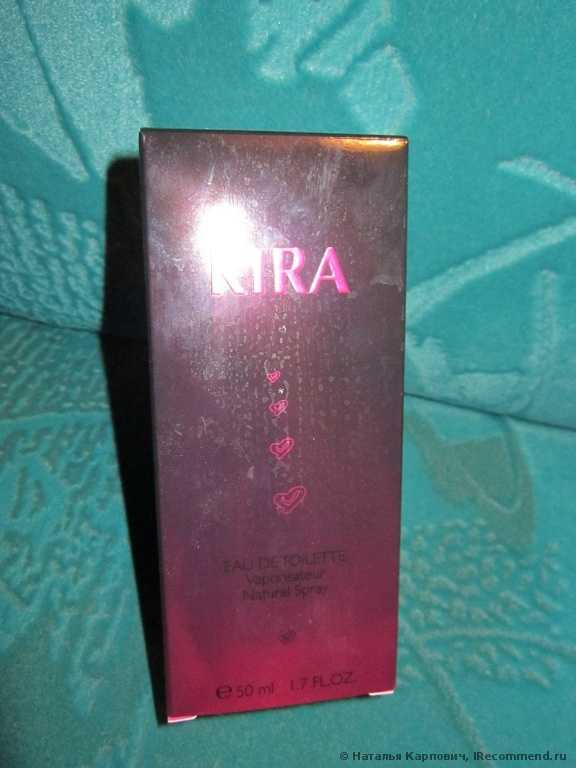 KIRA
EAU DE TOILETTE
Vaporisateur
Natural Spray
℮ 50 ml 1.7 FL.OZ.
© Наталья Карпович, IRecommend.ru